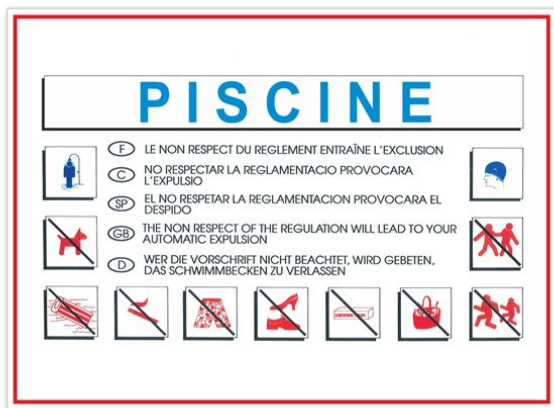 PISCINE
F LE NON RESPECT DU REGLEMENT ENTRAÎNE L'EXCLUSION
C NO RESPECTAR LA REGLAMENTACIO PROVOCARA
L'EXPULSIO
SP EL NO RESPETAR LA REGLAMENTACION PROVOCARA EL
DESPIDO
GB THE NON RESPECT OF THE REGULATION WILL LEAD TO YOUR
AUTOMATIC EXPULSION
D WER DIE VORSCHRIFT NICHT BEACHTET, WIRD GEBETEN,
DAS SCHWIMMBECKEN ZU VERLASSEN